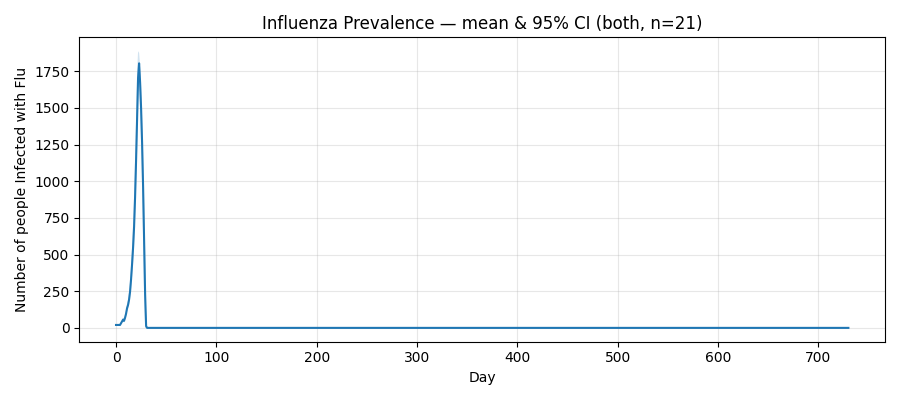 Influenza Prevalence — mean & 95% CI (both, n=21)
Number of people Infected with Flu
1750
1500
1250
1000
750
500
250
0
0 100 200 300 400 500 600 700
Day